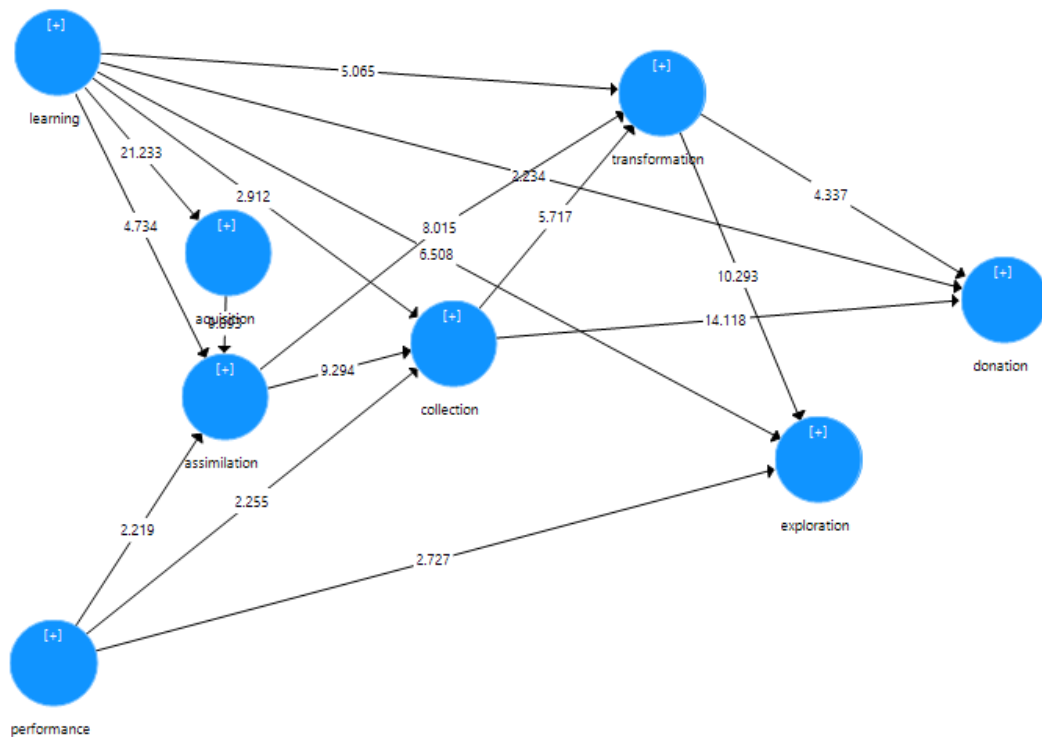 [+]
learning
5.065
[+]
transformation
21.233
2.912
2.234
4.337
4.734
8.015
5.717
[+]
6.508
10.293
[+]
donation
aquisition
[+]
14.118
[+]
9.294
collection
assimilation
[+]
exploration
2.219
2.255
2.727
[+]
performance